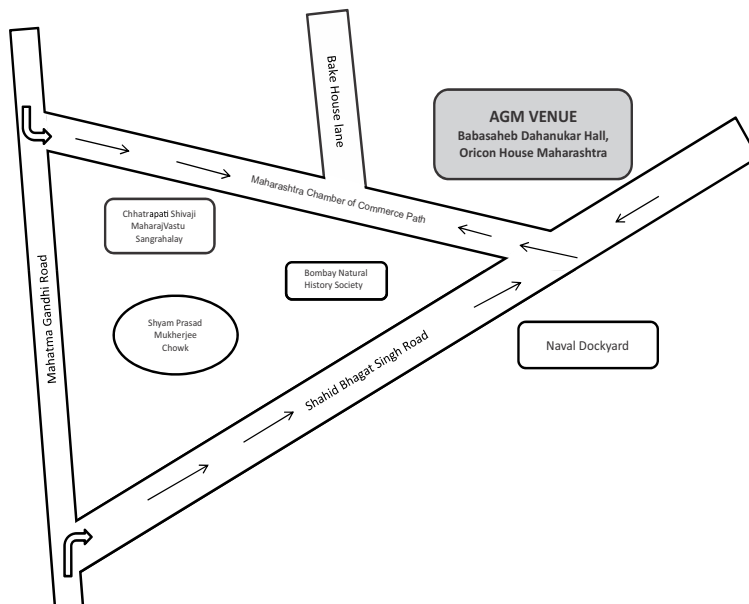 Bake House lane
AGM VENUE
Babasaheb Dahanukar Hall,
Oricon House Maharashtra
Maharashtra Chamber of Commerce Path
Chhatrapati Shivaji
MaharajVastu
Sangrahalay
Bombay Natural
History Society
Mahatma Gandhi Road
Shyam Prasad
Mukherjee
Chowk
Shahid Bhagat Singh Road
Naval Dockyard